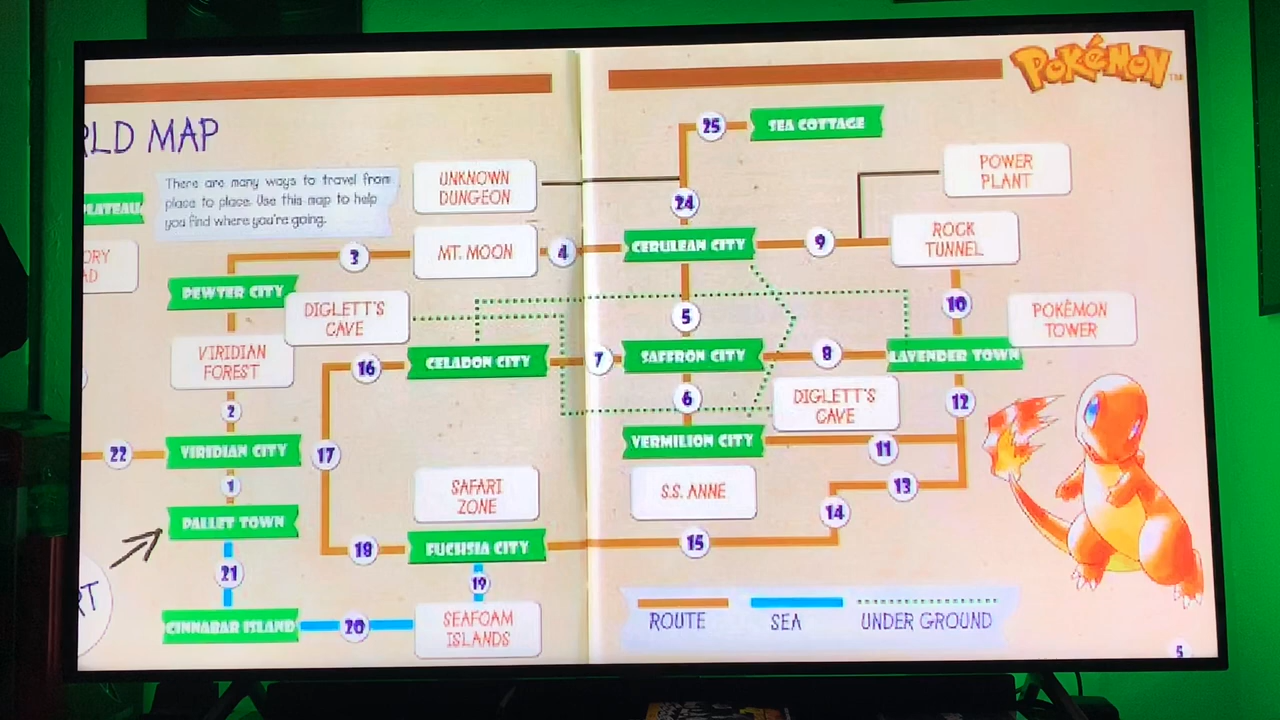 POKéMON™
RLD MAP
There are many ways to travel from
place to place. Use this map to help
you find where you're going.
25
SEA COTTAGE
UNKNOWN
DUNGEON
POWER
PLANT
PLATEAU
24
ORY
AD
3
MT. MOON
4
CERULEAN CITY
9
ROCK
TUNNEL
PEWTER CITY
DIGLETT'S
CAVE
5
10
POKÉMON
TOWER
VIRIDIAN
FOREST
16
CELADON CITY
7
SAFFRON CITY
8
LAVENDER TOWN
2
6
DIGLETT'S
CAVE
12
22
VIRIDIAN CITY
17
VERMILION CITY
11
1
SAFARI
ZONE
S.S. ANNE
13
PALLET TOWN
14
18
FUCHSIA CITY
15
RT
21
19
CINNABAR ISLAND
20
SEAFOAM
ISLANDS
ROUTE
SEA
UNDER GROUND
5